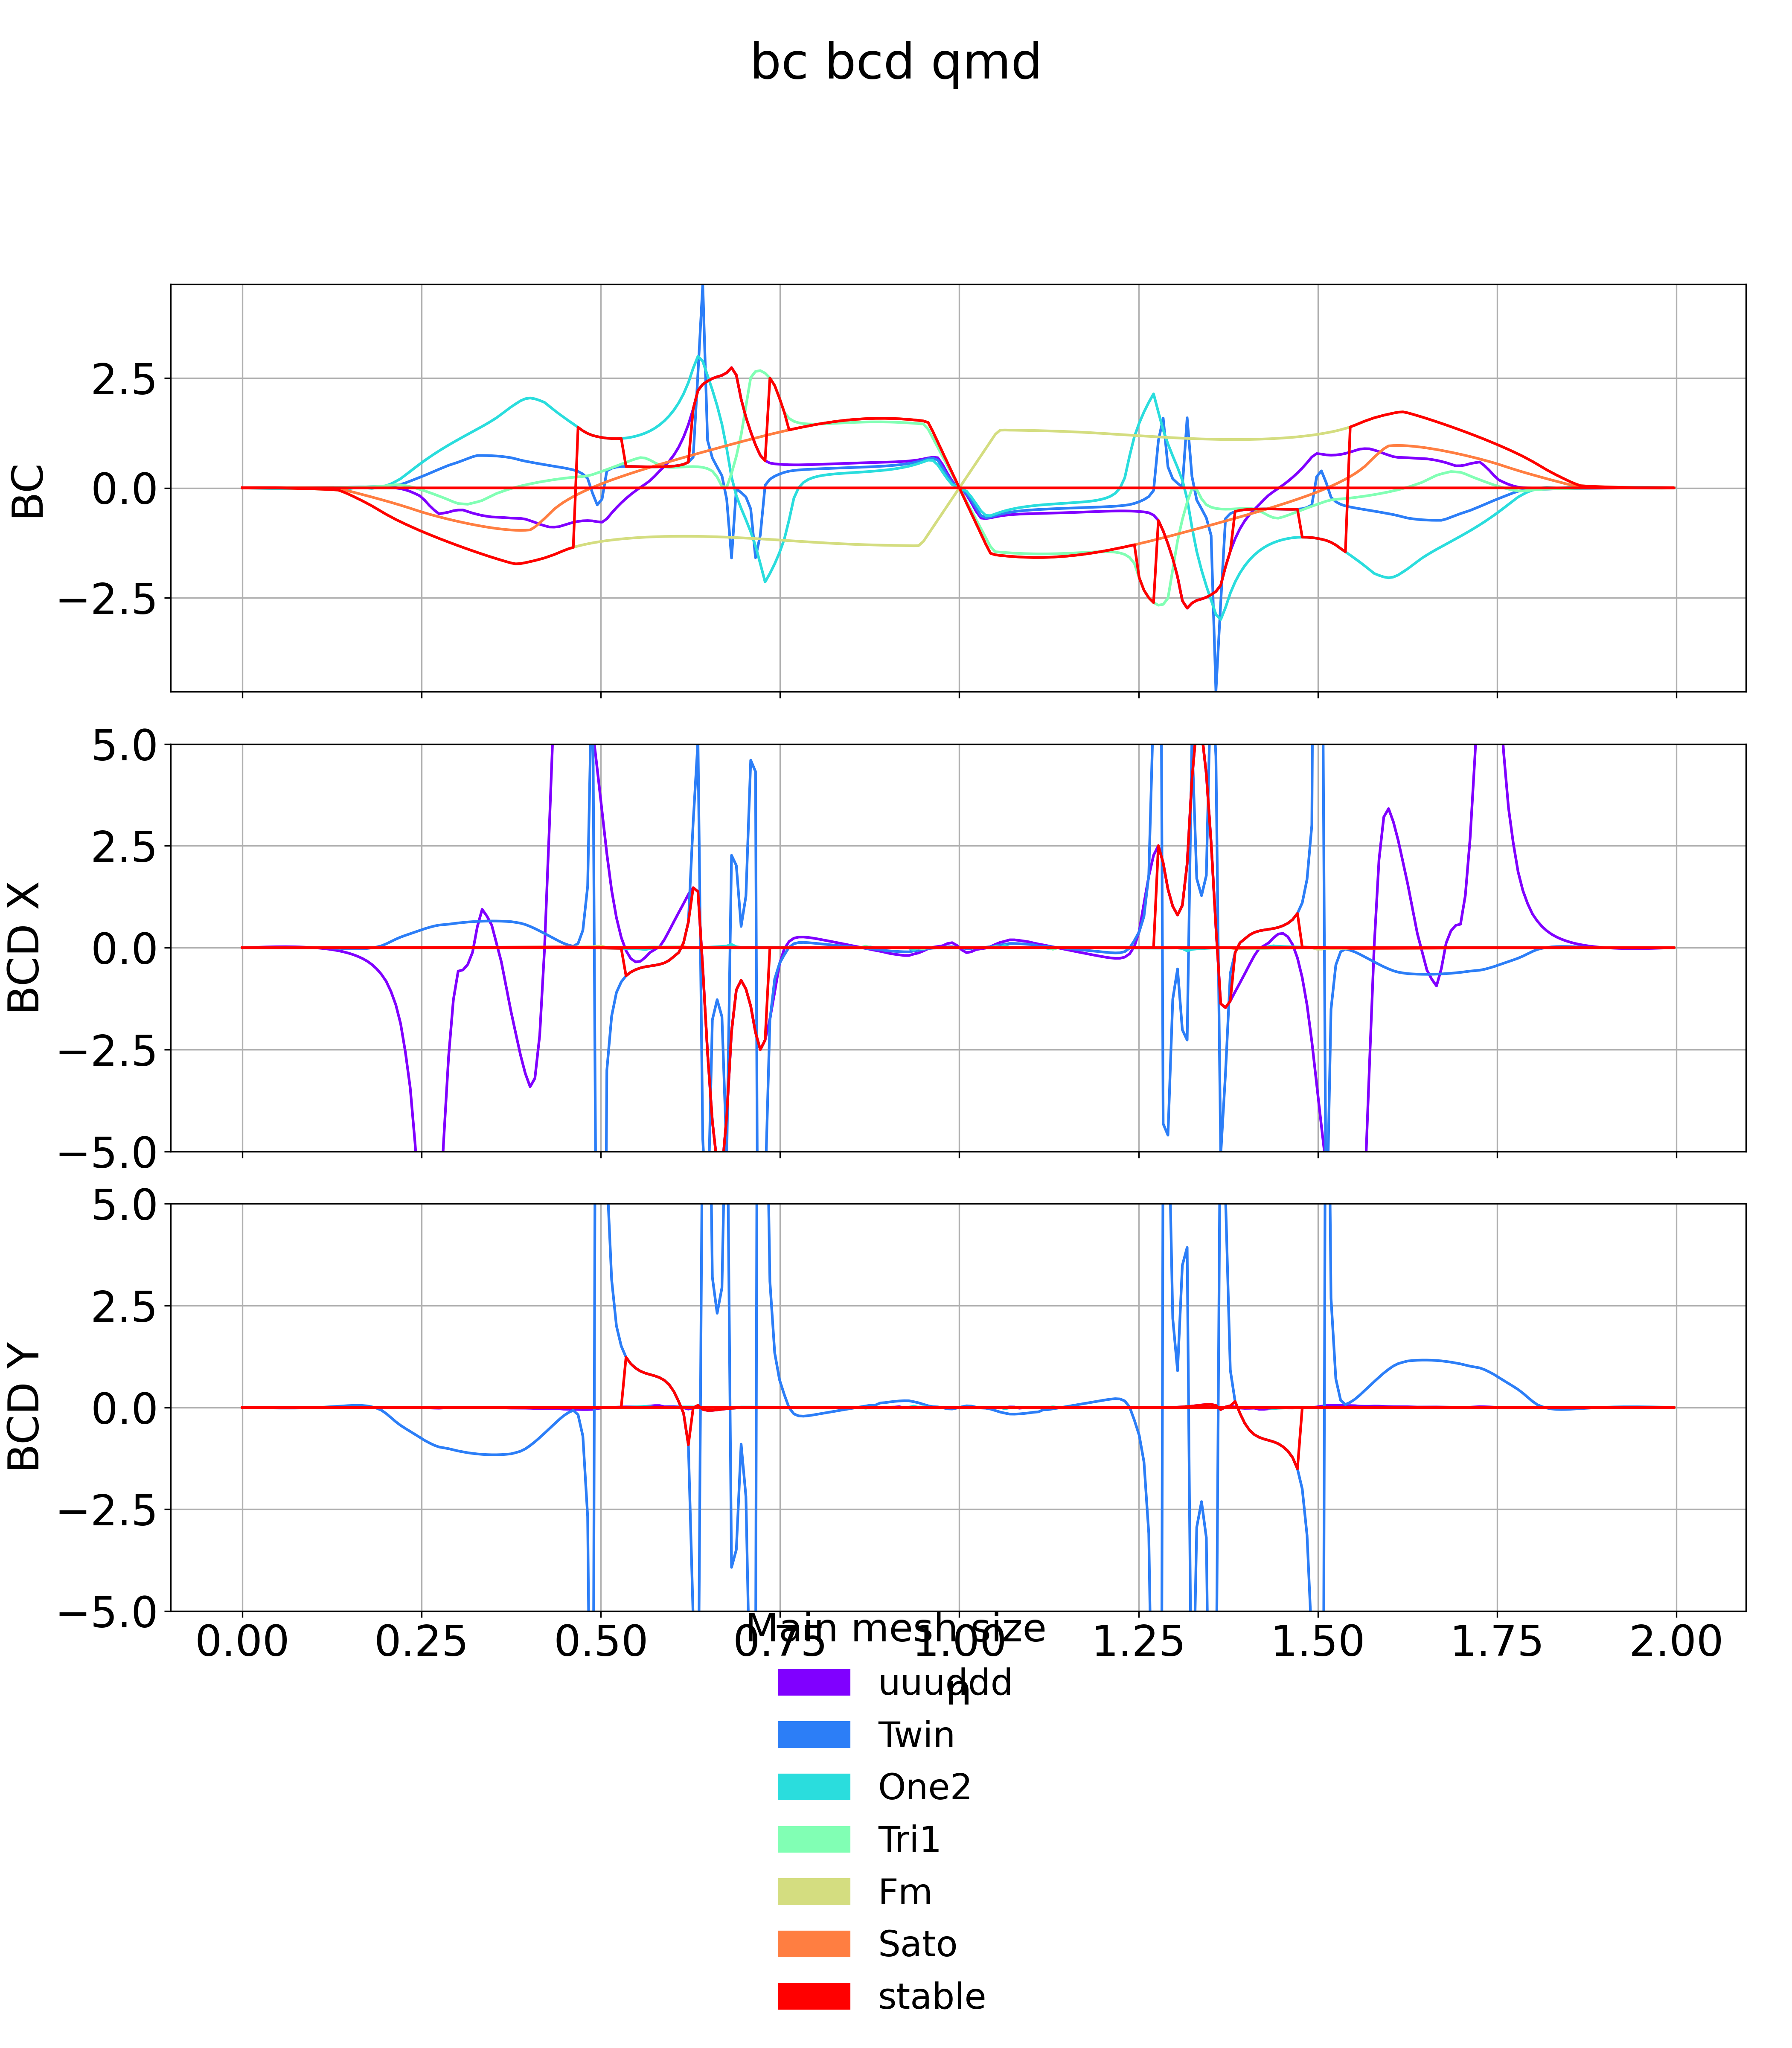 bc bcd qmd
BC
2.5
0.0
−2.5
BCD X
5.0
2.5
0.0
−2.5
−5.0
BCD Y
5.0
2.5
0.0
−2.5
−5.0
0.00 0.25 0.50 0.75 1.00 1.25 1.50 1.75 2.00
n
Main mesh size
uuuddd
Twin
One2
Tri1
Fm
Sato
stable